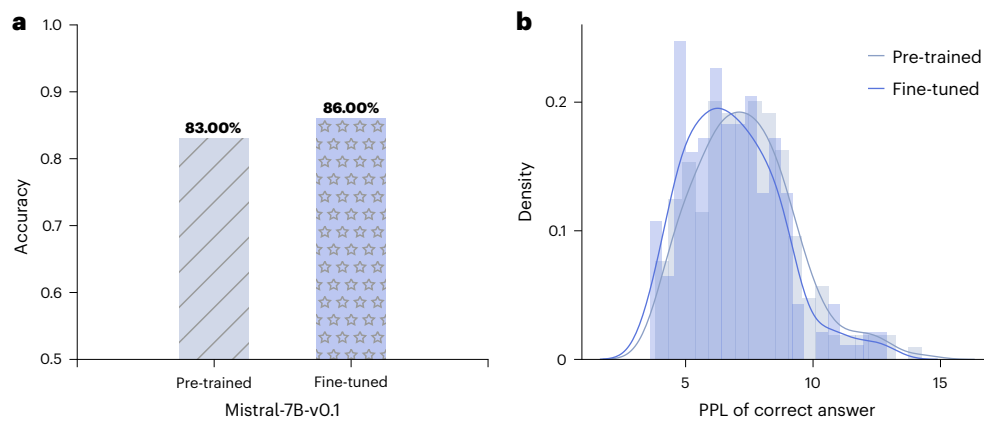 a
1.0
0.9
0.8
0.7
0.6
0.5
Accuracy
83.00%
86.00%
Pre-trained
Fine-tuned
Mistral-7B-v0.1
b
0.2
0.1
0
Density
Pre-trained
Fine-tuned
5
10
15
PPL of correct answer